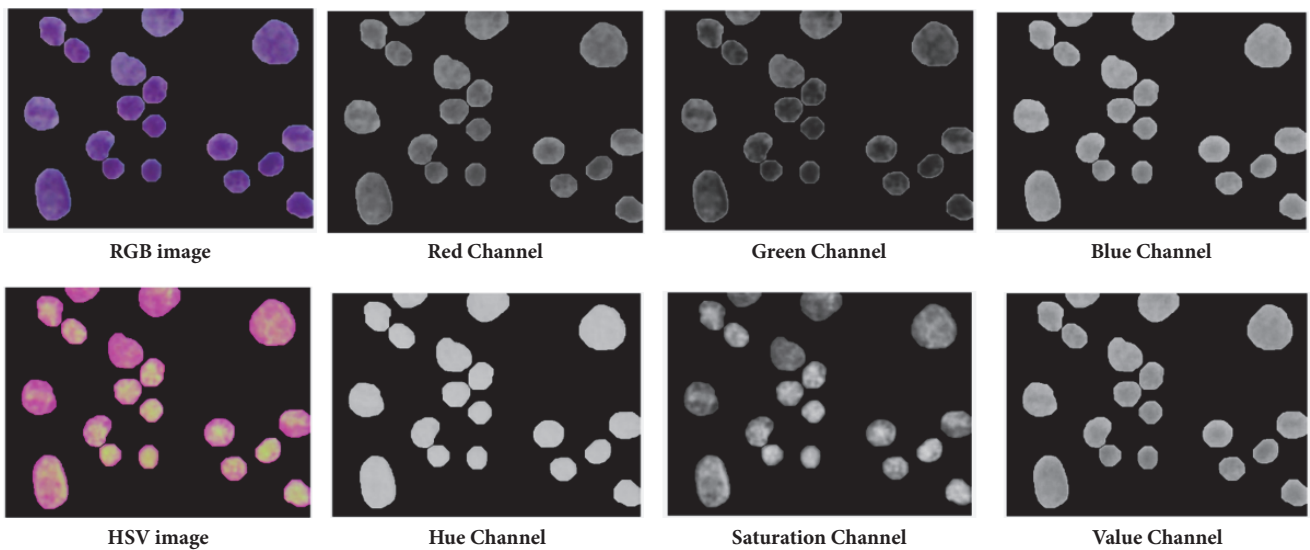 RGB image
Red Channel
Green Channel
Blue Channel
HSV image
Hue Channel
Saturation Channel
Value Channel